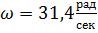 ω = 31,4 рад/сек